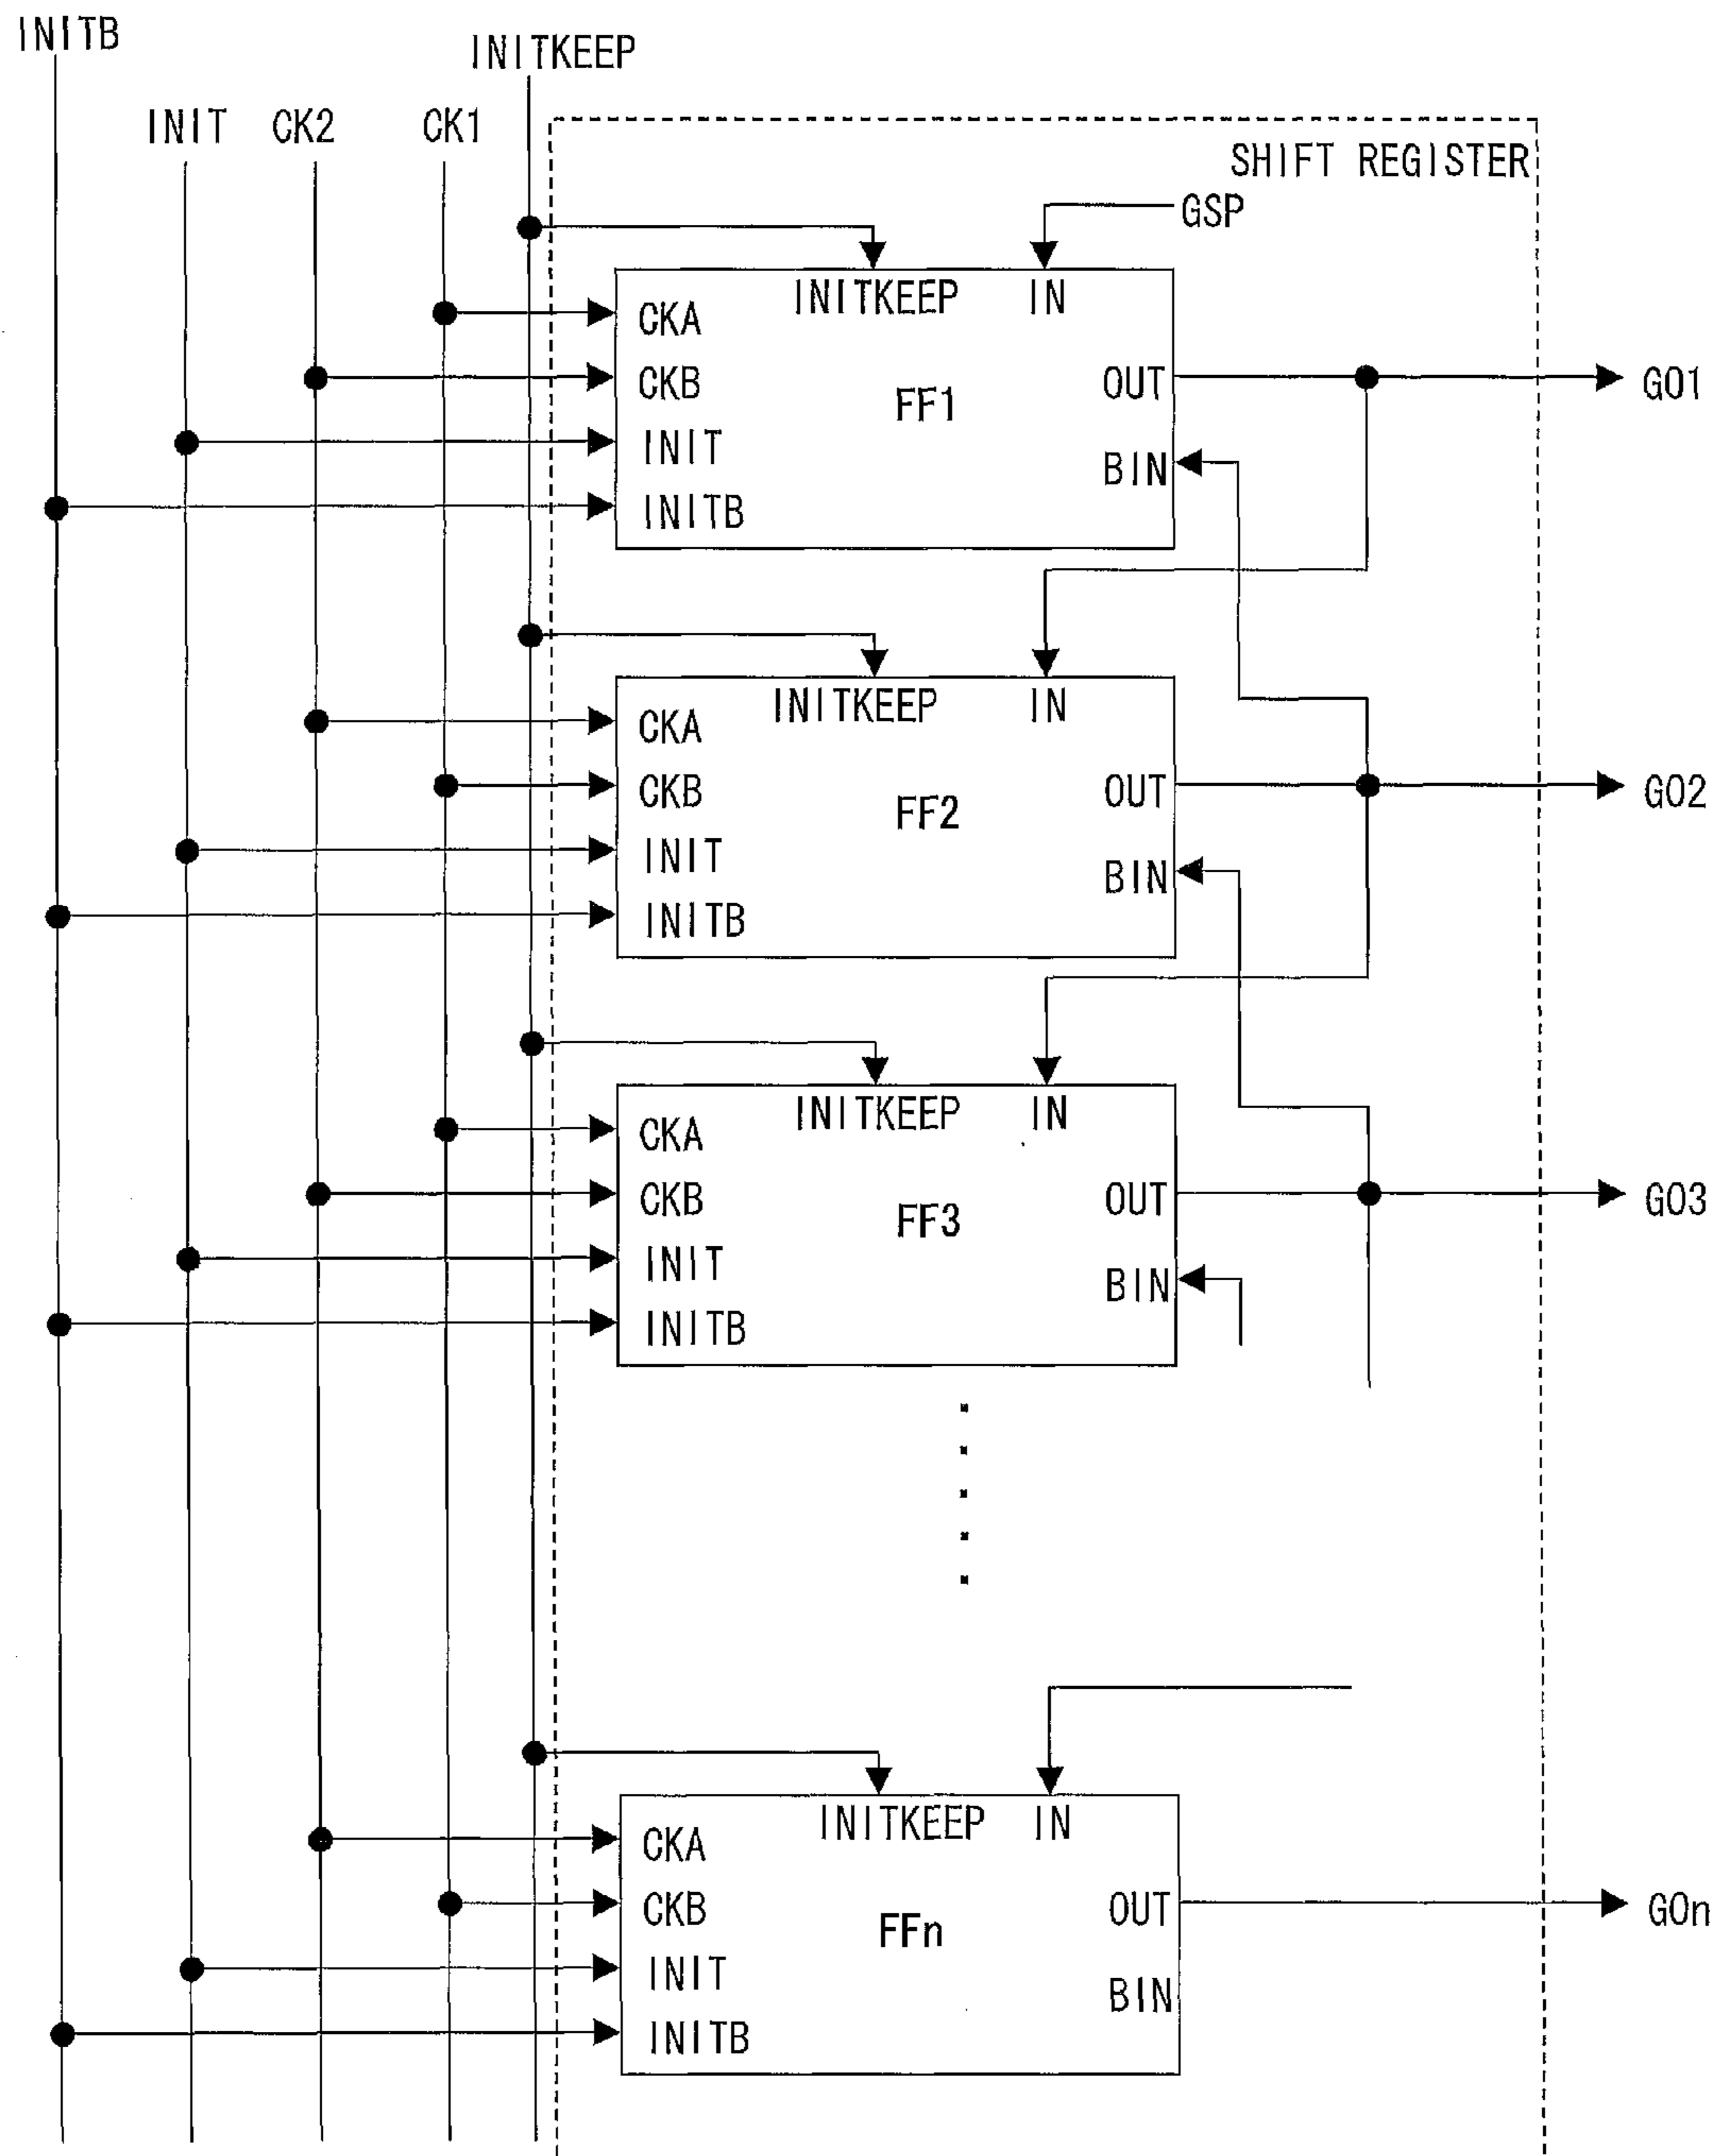 INITB
INITKEEP
INIT CK2 CK1
SHIFT REGISTER
GSP
INITKEEP IN
CKA
CKB
INIT
INITB
FF1
OUT
BIN
GO1
INITKEEP IN
CKA
CKB
INIT
INITB
FF2
OUT
BIN
GO2
INITKEEP IN
CKA
CKB
INIT
INITB
FF3
OUT
BIN
GO3
INITKEEP IN
CKA
CKB
INIT
INITB
FFn
OUT
BIN
GOn